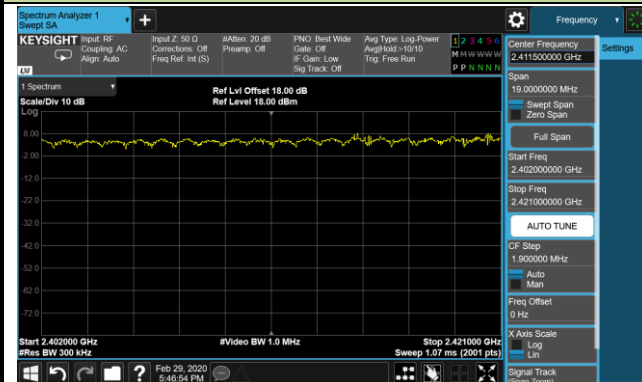 Spectrum Analyzer 1
Swept SA
Frequency
KEYSIGHT
Input: RF
Coupling: AC
Align: Auto
Input Z: 50 Ω
Corrections: Off
Freq Ref: Int (S)
#Atten: 20 dB
Preamp: Off
PNO: Best Wide
Gate: Off
IF Gain: Low
Sig Track: Off
Avg Type: Log-Power
Avg|Hold:>10/10
Trig: Free Run
1 2 3 4 5 6
M M W W W W
P P N N N N
LXI
1 Spectrum
Scale/Div 10 dB
Log
Ref Lvl Offset 18.00 dB
Ref Level 18.00 dBm
8.00
-2.00
-12.0
-22.0
-32.0
-42.0
-52.0
-62.0
-72.0
Start 2.402000 GHz
#Res BW 300 kHz
#Video BW 1.0 MHz
Stop 2.421000 GHz
Sweep 1.07 ms (2001 pts)
Center Frequency
2.411500000 GHz
Settings
Span
19.0000000 MHz
Swept Span
Zero Span
Full Span
Start Freq
2.402000000 GHz
Stop Freq
2.421000000 GHz
AUTO TUNE
CF Step
1.900000 MHz
Auto
Man
Freq Offset
0 Hz
X Axis Scale
Log
Lin
Signal Track
(Span Zoom)
?
Feb 29, 2020
5:46:54 PM